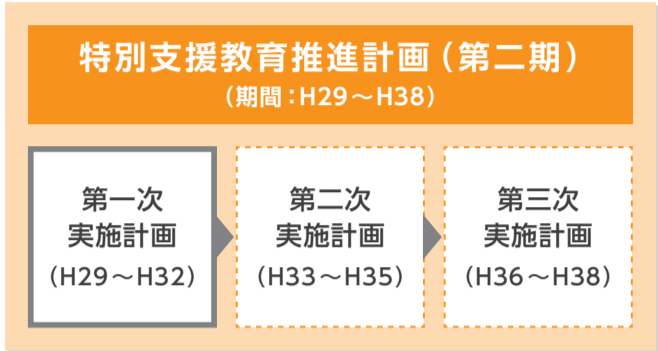 特別支援教育推進計画（第二期）
（期間：H29～H38）
第一次
実施計画
（H29～H32）
第二次
実施計画
（H33～H35）
第三次
実施計画
（H36～H38）